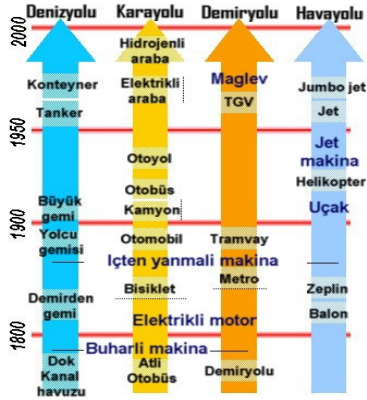 Denizyolu Karayolu Demiryolu Havayolu
2000
Hidrojenli
araba
Konteyner
Elektrikli
araba
Maglev
Jumbo jet
Tanker
TGV
Jet
1950
Otoyol
Jet
makina
Helikopter
Otobüs
Büyük
gemi
Kamyon
Uçak
1900
Yolcu
gemisi
Otomobil
Tramvay
Içten yanmali makina
Metro
Bisiklet
Zeplin
Demirden
gemi
Elektrikli motor
Balon
1800
Buharli makina
Dok
Kanal
havuzu
Atli
Otobüs
Demiryolu